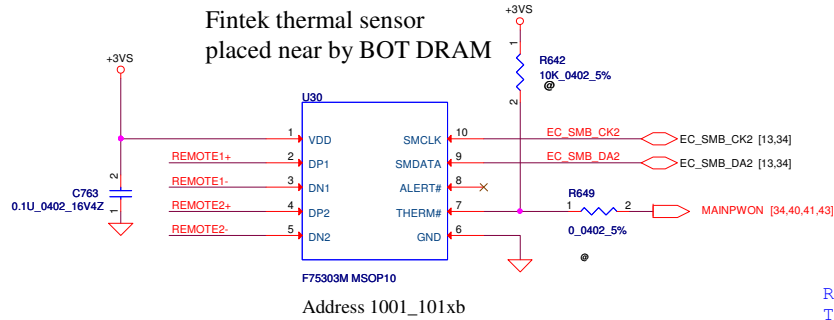 Fintek thermal sensor
placed near by BOT DRAM
+3VS
+3VS
1
R642
10K_0402_5%
@
2
U30
1 VDD SMCLK 10 EC_SMB_CK2 EC_SMB_CK2 [13,34]
REMOTE1+ 2 DP1 SMDATA 9 EC_SMB_DA2 EC_SMB_DA2 [13,34]
REMOTE1- 3 DN1 ALERT# 8
REMOTE2+ 4 DP2 THERM# 7
REMOTE2- 5 DN2 GND 6
2
C763
0.1U_0402_16V4Z
1
R649
1 2 MAINPWON [34,40,41,43]
0_0402_5%
@
F75303M MSOP10
Address 1001_101xb
R
T